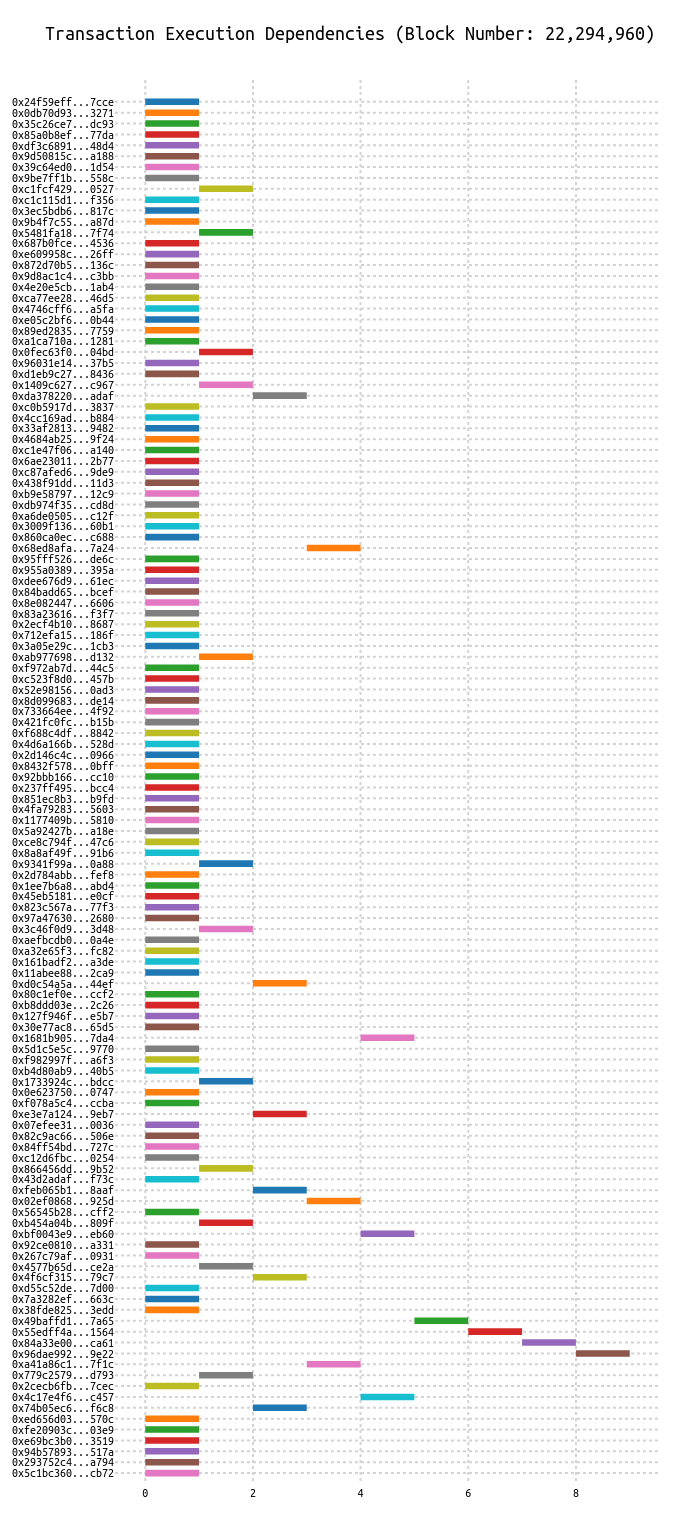 Transaction Execution Dependencies (Block Number: 22,294,960)
0x24f59eff...7cce
0x0db70d93...3271
0x35c26ce7...dc93
0x85a0b8ef...77da
0xdf3c6891...48d4
0x9d50815c...a188
0x39c64ed0...1d54
0x9be7ff1b...558c
0xc1fcf429...0527
0xc1c115d1...f356
0x3ec5bdb6...817c
0x9b4f7c55...a87d
0x5481fa18...7f74
0x687b0fce...4536
0xe609958c...26ff
0x872d70b5...136c
0x9d8ac1c4...c3bb
0x4e20e5cb...1ab4
0xca77ee28...46d5
0x4746cff6...a5fa
0xe05c2bf6...0b44
0x89ed2835...7759
0xa1ca710a...1281
0x0fec63f0...04bd
0x96031e14...37b5
0xd1eb9c27...8436
0x1409c627...c967
0xda378220...adaf
0xc0b5917d...3837
0x4cc169ad...b884
0x33af2813...9482
0x4684ab25...9f24
0xc1e47f06...a140
0x6ae23011...2b77
0xc87afed6...9de9
0x438f91dd...11d3
0xb9e58797...12c9
0xdb974f35...cd8d
0xa6de0505...c12f
0x3009f136...60b1
0x860ca0ec...c688
0x68ed8afa...7a24
0x95fff526...de6c
0x955a0389...395a
0xdee676d9...61ec
0x84badd65...bcef
0x8e082447...6606
0x83a23616...f3f7
0x2ecf4b10...8687
0x712efa15...186f
0x3a05e29c...1cb3
0xab977698...d132
0xf972ab7d...44c5
0xc523f8d0...457b
0x52e98156...0ad3
0x8d099683...de14
0x733664ee...4f92
0x421fc0fc...b15b
0xf688c4df...8842
0x4d6a166b...528d
0x2d146c4c...0966
0x8432f578...0bff
0x92bbb166...cc10
0x237ff495...bcc4
0x851ec8b3...b9fd
0x4fa79283...5603
0x1177409b...5810
0x5a92427b...a18e
0xce8c794f...47c6
0x8a8af49f...91b6
0x9341f99a...0a88
0x2d784abb...fef8
0x1ee7b6a8...abd4
0x45eb5181...e0cf
0x823c567a...77f3
0x97a47630...2680
0x3c46f0d9...3d48
0xaefbcdb0...0a4e
0xa32e65f3...fc82
0x161badf2...a3de
0x11abee88...2ca9
0xd0c54a5a...44ef
0x80c1ef0e...ccf2
0xb8ddd03e...2c26
0x127f946f...e5b7
0x30e77ac8...65d5
0x1681b905...7da4
0x5d1c5e5c...9770
0xf982997f...a6f3
0xb4d80ab9...40b5
0x1733924c...bdcc
0x0e623750...0747
0xf078a5c4...ccba
0xe3e7a124...9eb7
0x07efee31...0036
0x82c9ac66...506e
0x84ff54bd...727c
0xc12d6fbc...0254
0x866456dd...9b52
0x43d2adaf...f73c
0xfeb065b1...8aaf
0x02ef0868...925d
0x56545b28...cff2
0xb454a04b...809f
0xbf0043e9...eb60
0x92ce0810...a331
0x267c79af...0931
0x4577b65d...ce2a
0x4f6cf315...79c7
0xd55c52de...7d00
0x7a3282ef...663c
0x38fde825...3edd
0x49baffd1...7a65
0x55edff4a...1564
0x84a33e00...ca61
0x96dae992...9e22
0xa41a86c1...7f1c
0x779c2579...d793
0x2cecb6fb...7cec
0x4c17e4f6...c457
0x74b05ec6...f6c8
0xed656d03...570c
0xfe20903c...03e9
0xe69bc3b0...3519
0x94b57893...517a
0x293752c4...a794
0x5c1bc360...cb72
0 2 4 6 8